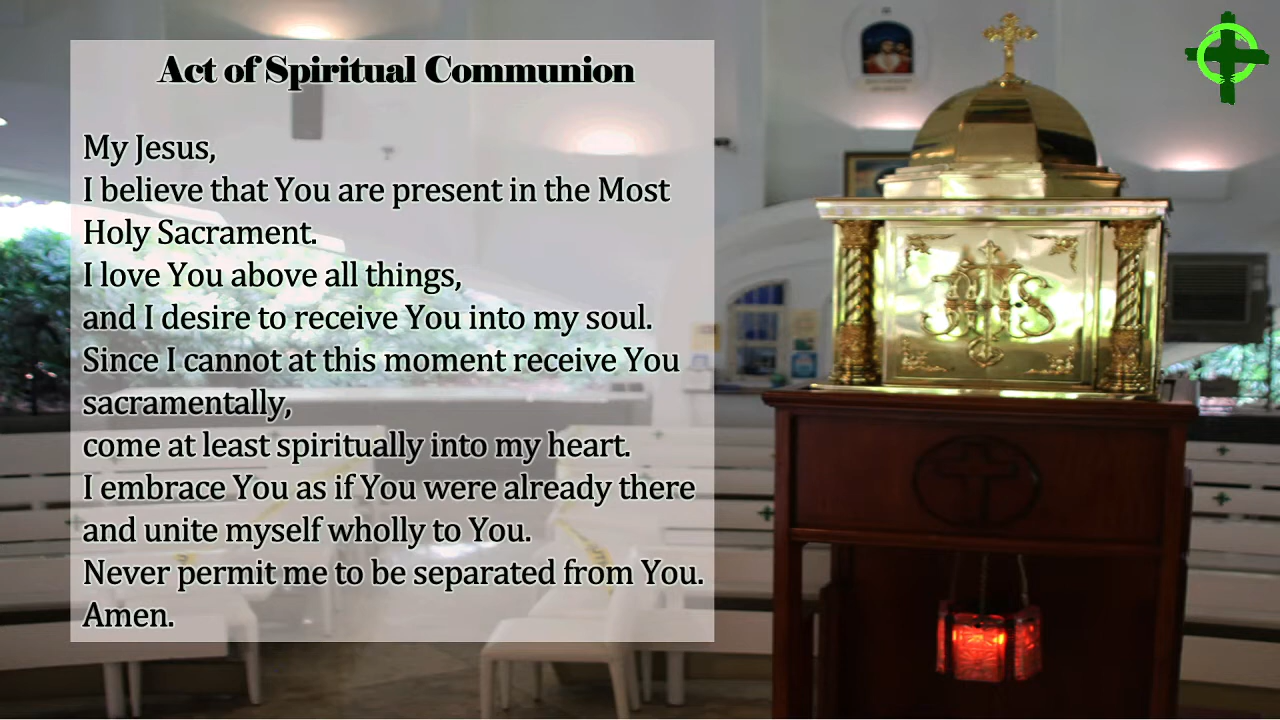 Act of Spiritual Communion
My Jesus,
I believe that You are present in the Most
Holy Sacrament.
I love You above all things,
and I desire to receive You into my soul.
Since I cannot at this moment receive You
sacramentally,
come at least spiritually into my heart.
I embrace You as if You were already there
and unite myself wholly to You.
Never permit me to be separated from You.
Amen.
IHS